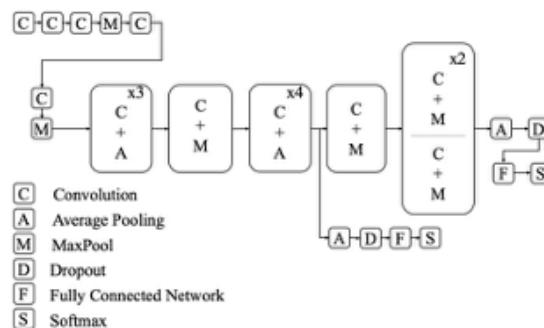 C C C M C
C
M
x3
C
+
A
C
+
M
x4
C
+
A
C
+
M
x2
C
+
M
C
+
M
A D
F S
A D F S
C Convolution
A Average Pooling
M MaxPool
D Dropout
F Fully Connected Network
S Softmax